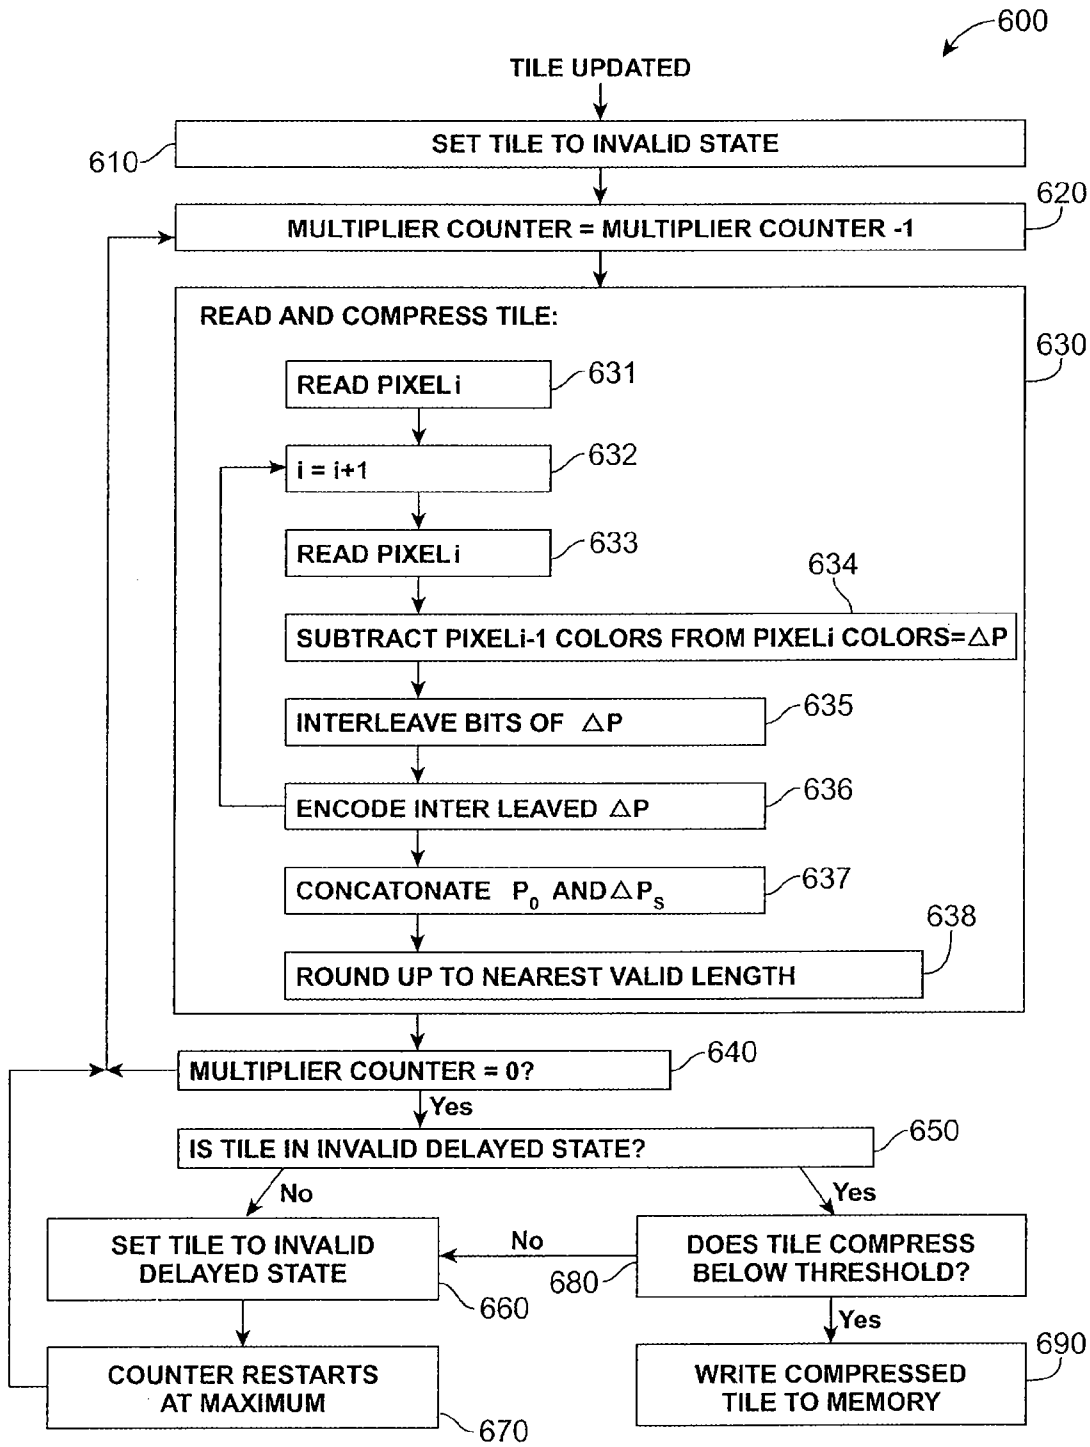 600
TILE UPDATED
SET TILE TO INVALID STATE
610
620
MULTIPLIER COUNTER = MULTIPLIER COUNTER -1
READ AND COMPRESS TILE:
630
READ PIXELi
631
i = i+1
632
READ PIXELi
633
634
SUBTRACT PIXELi-1 COLORS FROM PIXELi COLORS=△P
INTERLEAVE BITS OF △P
635
ENCODE INTER LEAVED △P
636
CONCATONATE P0 AND△PS
637
638
ROUND UP TO NEAREST VALID LENGTH
MULTIPLIER COUNTER = 0?
640
Yes
IS TILE IN INVALID DELAYED STATE?
650
No
Yes
SET TILE TO INVALID
DELAYED STATE
660
No
680
DOES TILE COMPRESS
BELOW THRESHOLD?
Yes
COUNTER RESTARTS
AT MAXIMUM
670
690
WRITE COMPRESSED
TILE TO MEMORY